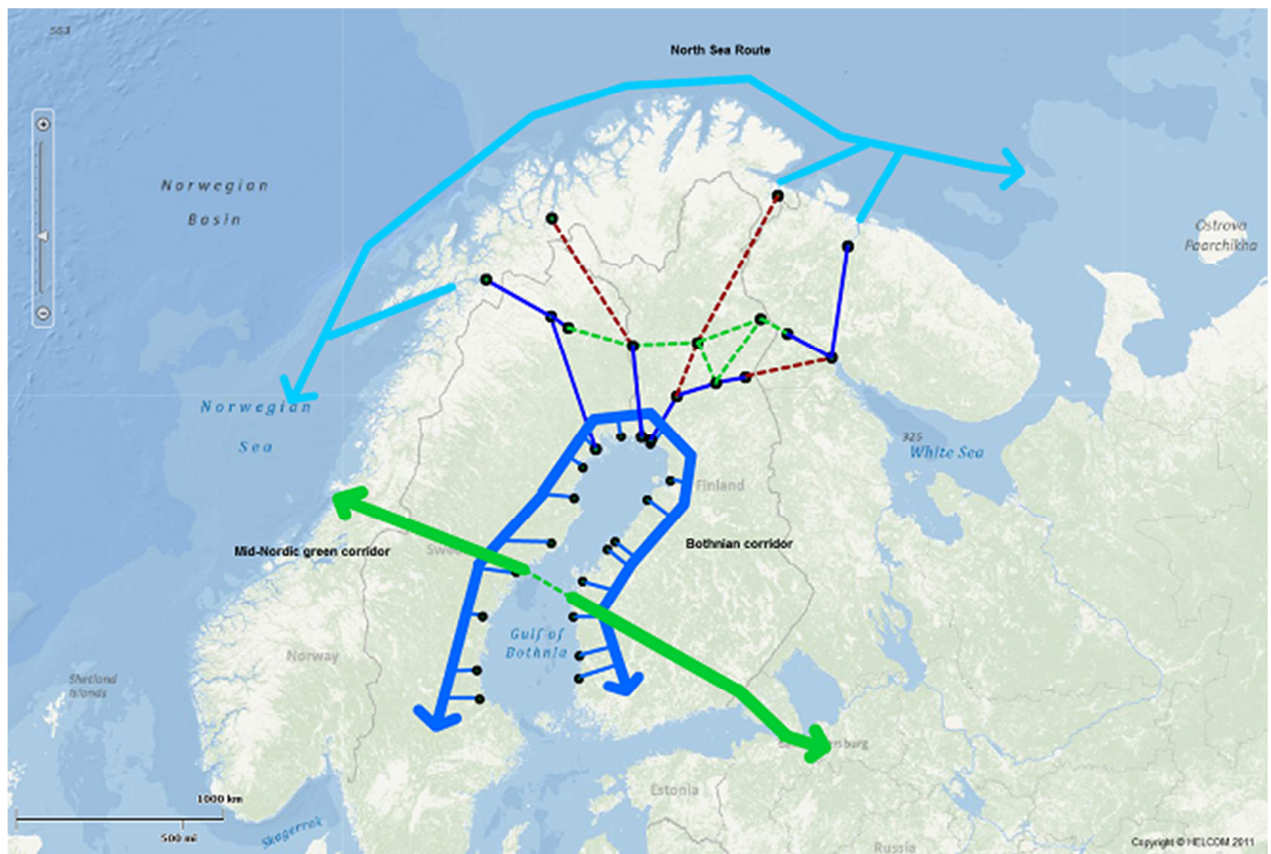 553
North Sea Route
Norwegian
Basin
Ostrova
Paarchikha
Norwegian
Sea
325
White Sea
Finland
Mid-Nordic green corridor
Bothnian corridor
Gulf of
Bothnia
Norway
Shetland
Islands
Estonia
1000 km
500 mi
Skagerrak
Copyright © HELCOM 2011
Russia